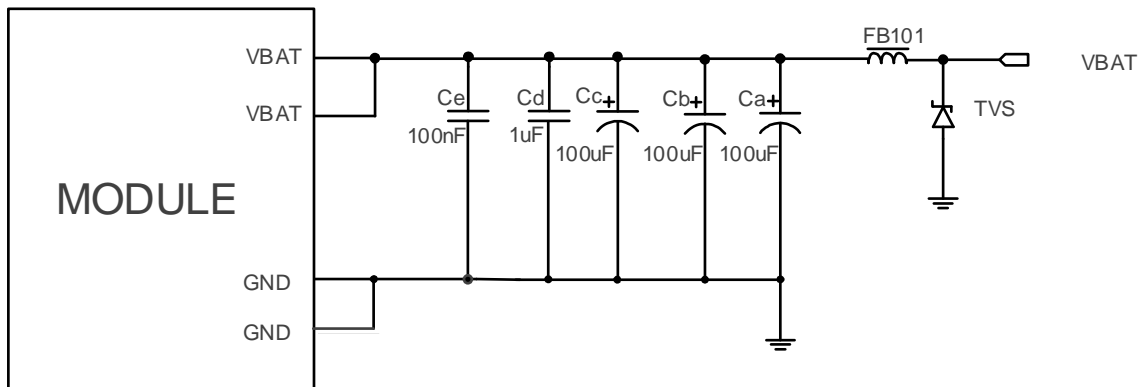 FB101
VBAT
VBAT
VBAT
Ce
100nF
Cd
1uF
Cc+
100uF
Cb+
100uF
Ca+
100uF
TVS
MODULE
GND
GND